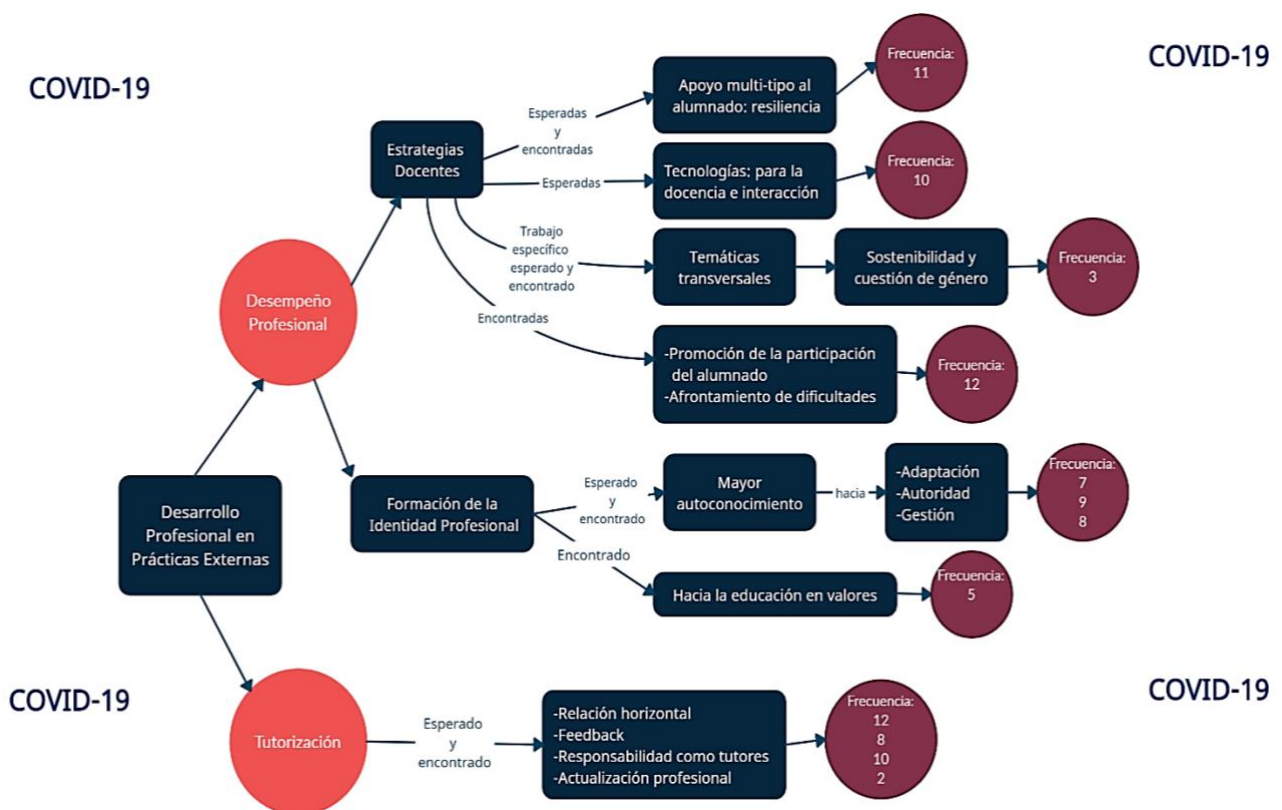 COVID-19
COVID-19
Frecuencia:
11
Apoyo multi-tipo al
alumnado: resiliencia
Esperadas
y
encontradas
Estrategias
Docentes
Esperadas
Tecnologías: para la
docencia e interacción
Frecuencia:
10
Trabajo
específico
esperado y
encontrado
Temáticas
transversales
Sostenibilidad y
cuestión de género
Frecuencia:
3
Desempeño
Profesional
Encontradas
-Promoción de la participación
del alumnado
-Afrontamiento de dificultades
Frecuencia:
12
Desarrollo
Profesional en
Prácticas Externas
Formación de la
Identidad Profesional
Esperado
y
encontrado
Mayor
autoconocimiento
hacia
-Adaptación
-Autoridad
-Gestión
Frecuencia:
7
9
8
Encontrado
Hacia la educación en valores
Frecuencia:
5
COVID-19
COVID-19
Tutorización
Esperado
y
encontrado
-Relación horizontal
-Feedback
-Responsabilidad como tutores
-Actualización profesional
Frecuencia:
12
8
10
2